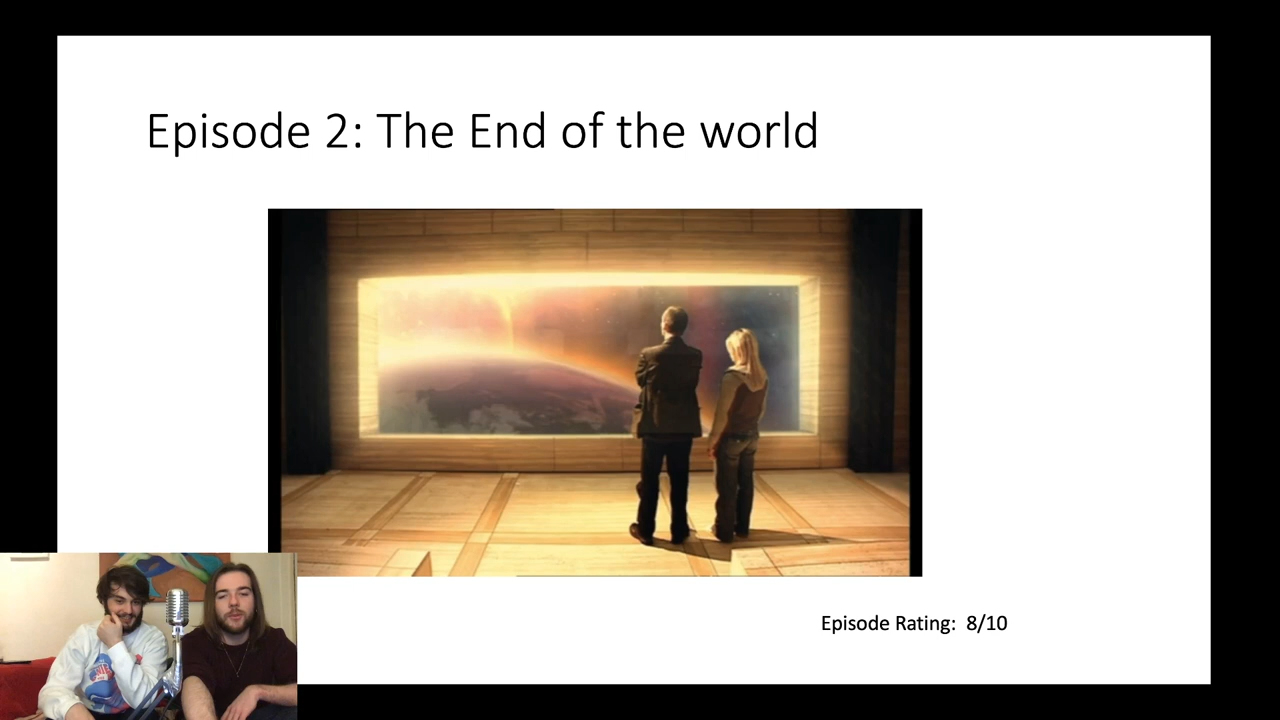 Episode 2: The End of the world
Episode Rating: 8/10